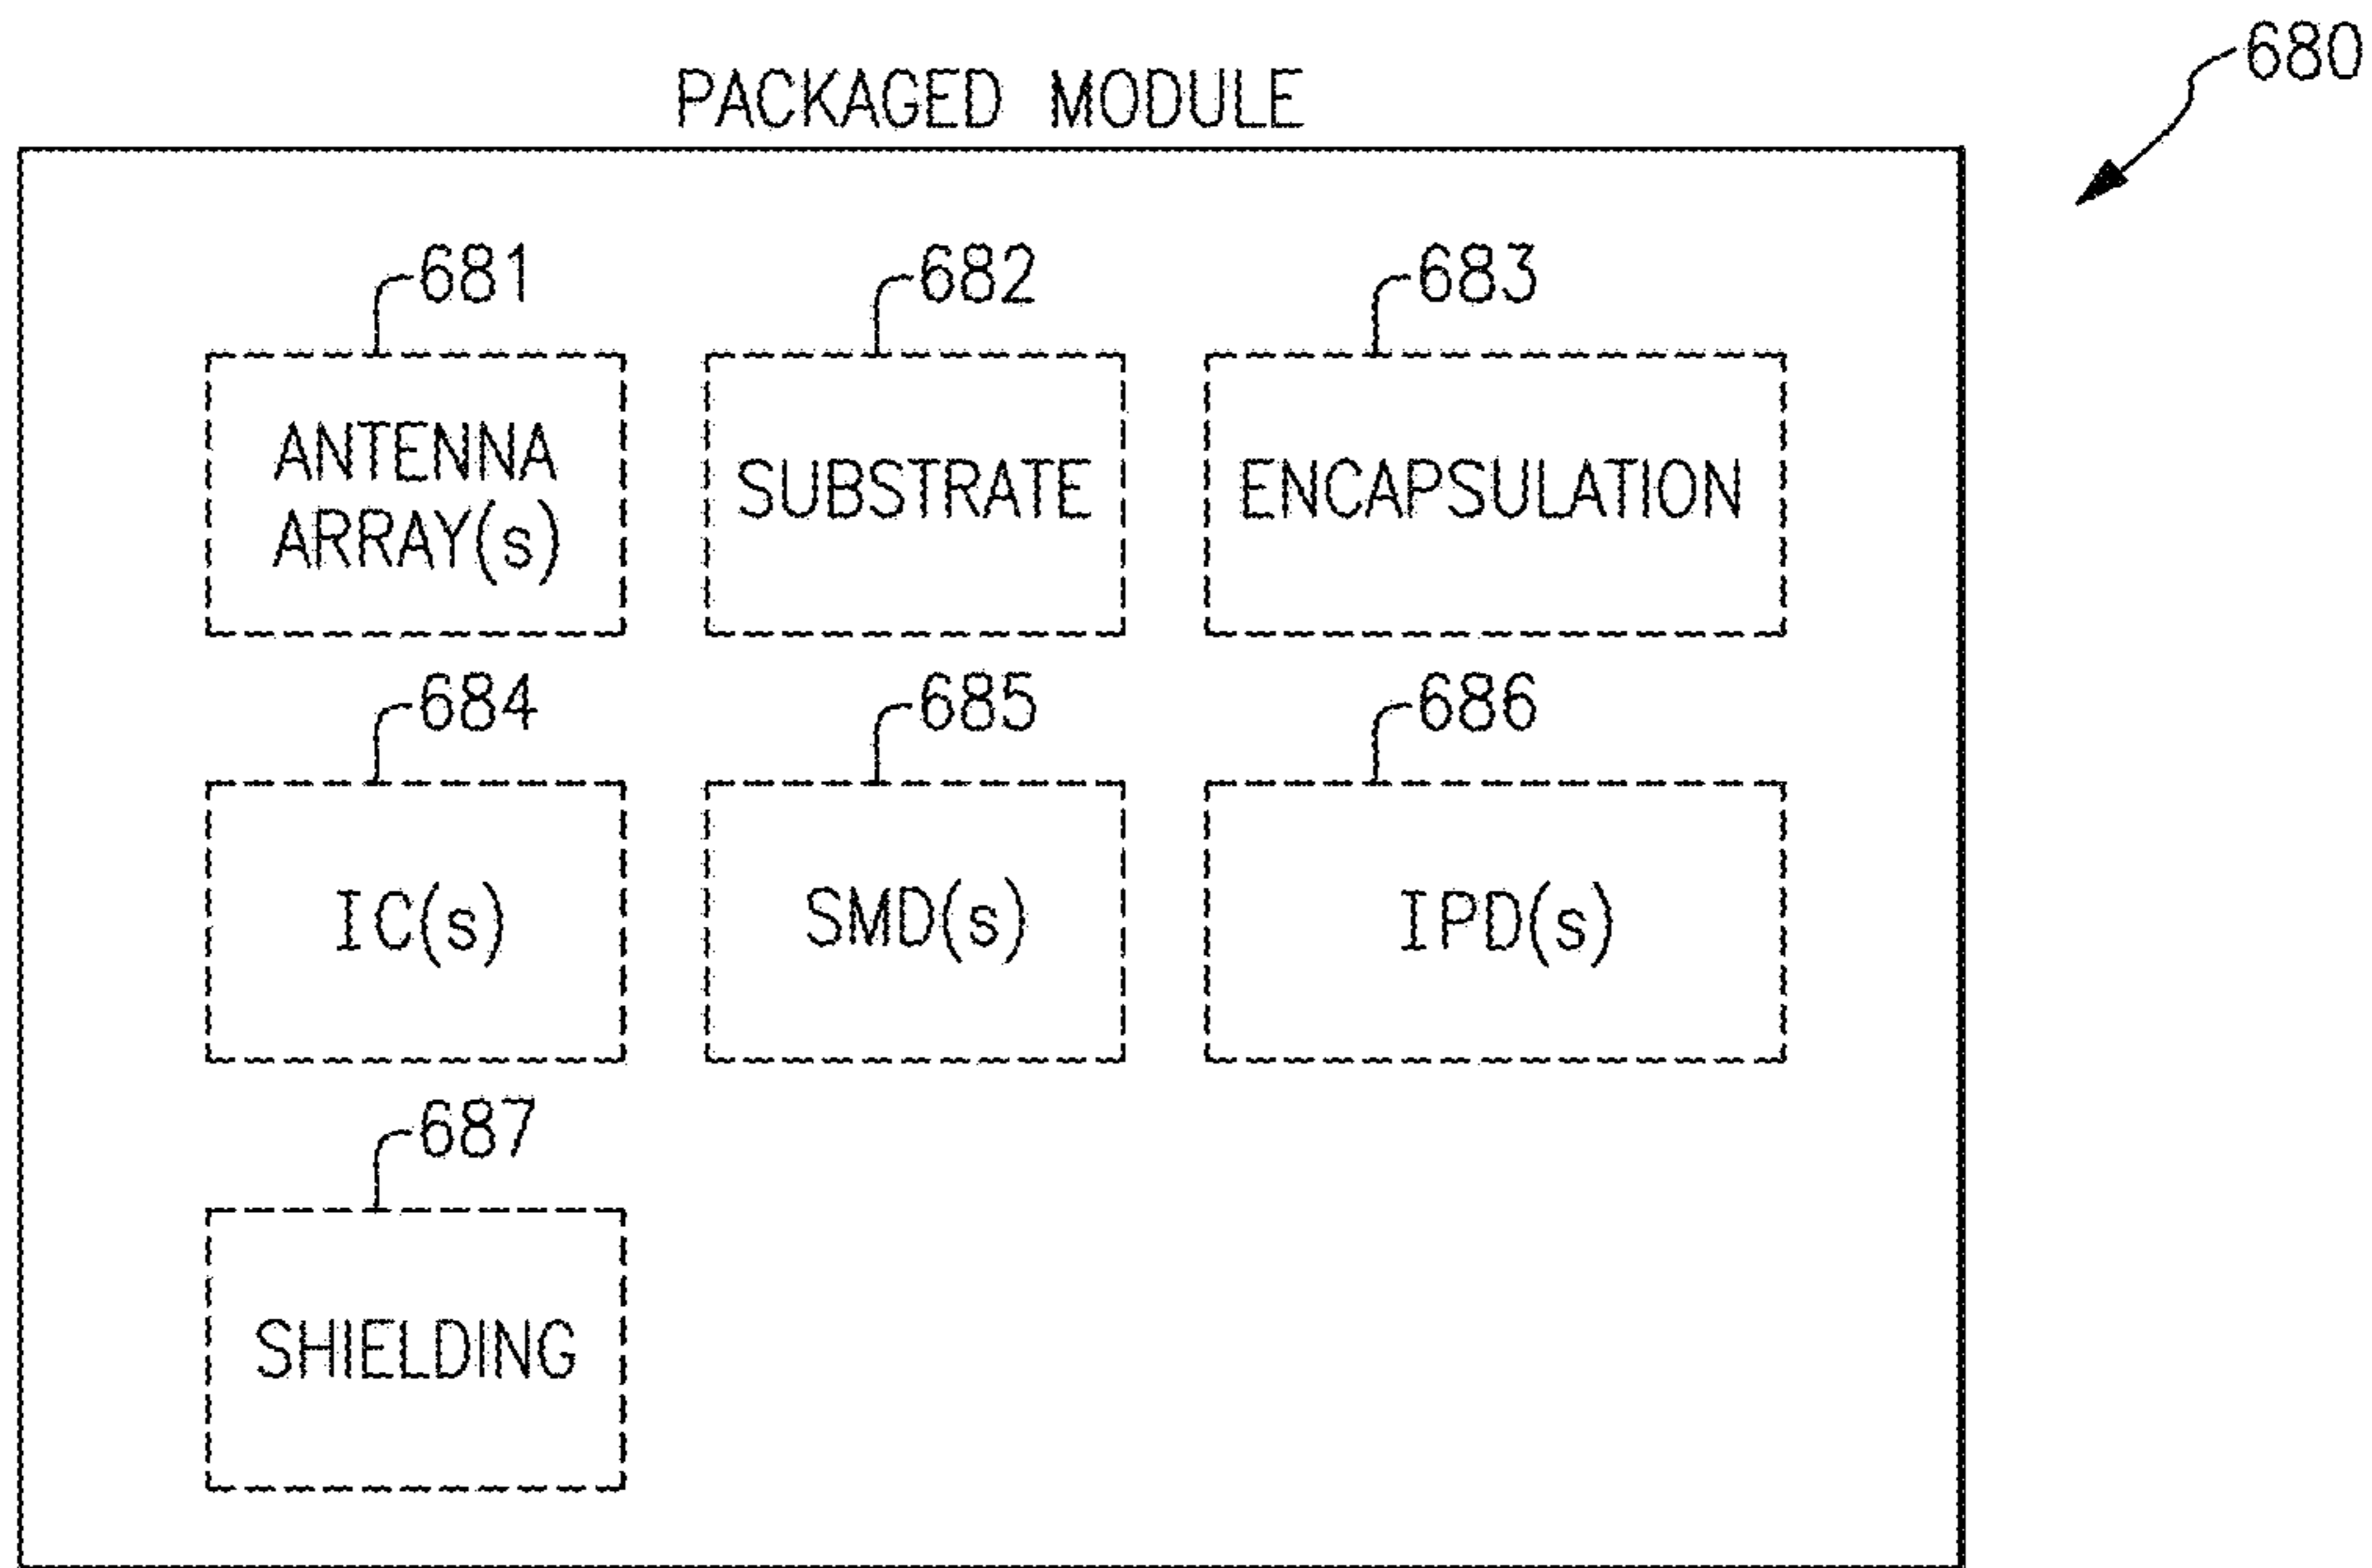 680
PACKAGED MODULE
681
682
683
ANTENNA
ARRAY(s)
SUBSTRATE
ENCAPSULATION
684
685
686
IC(s)
SMD(s)
IPD(s)
687
SHIELDING